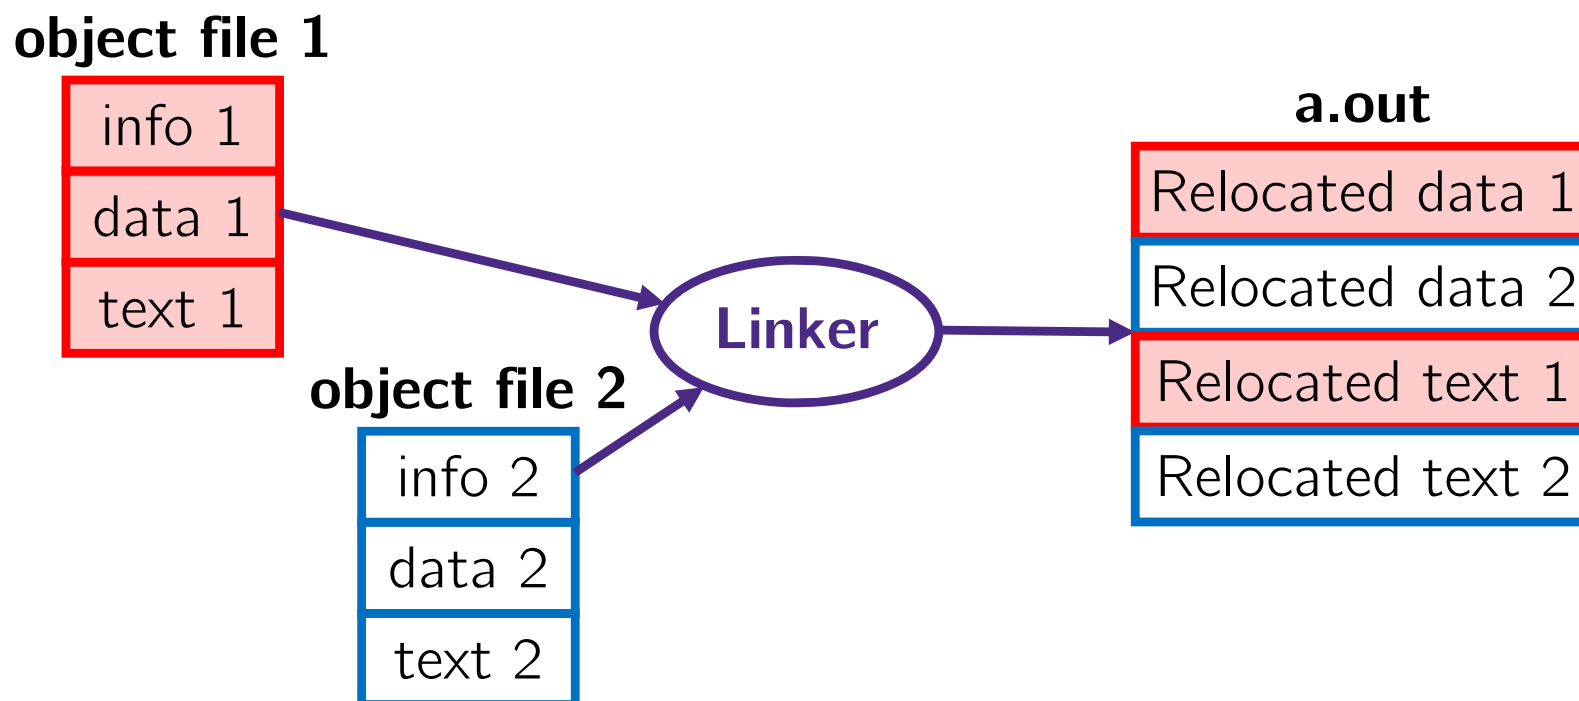 object file 1
info 1
data 1
text 1
object file 2
info 2
data 2
text 2
Linker
a.out
Relocated data 1
Relocated data 2
Relocated text 1
Relocated text 2